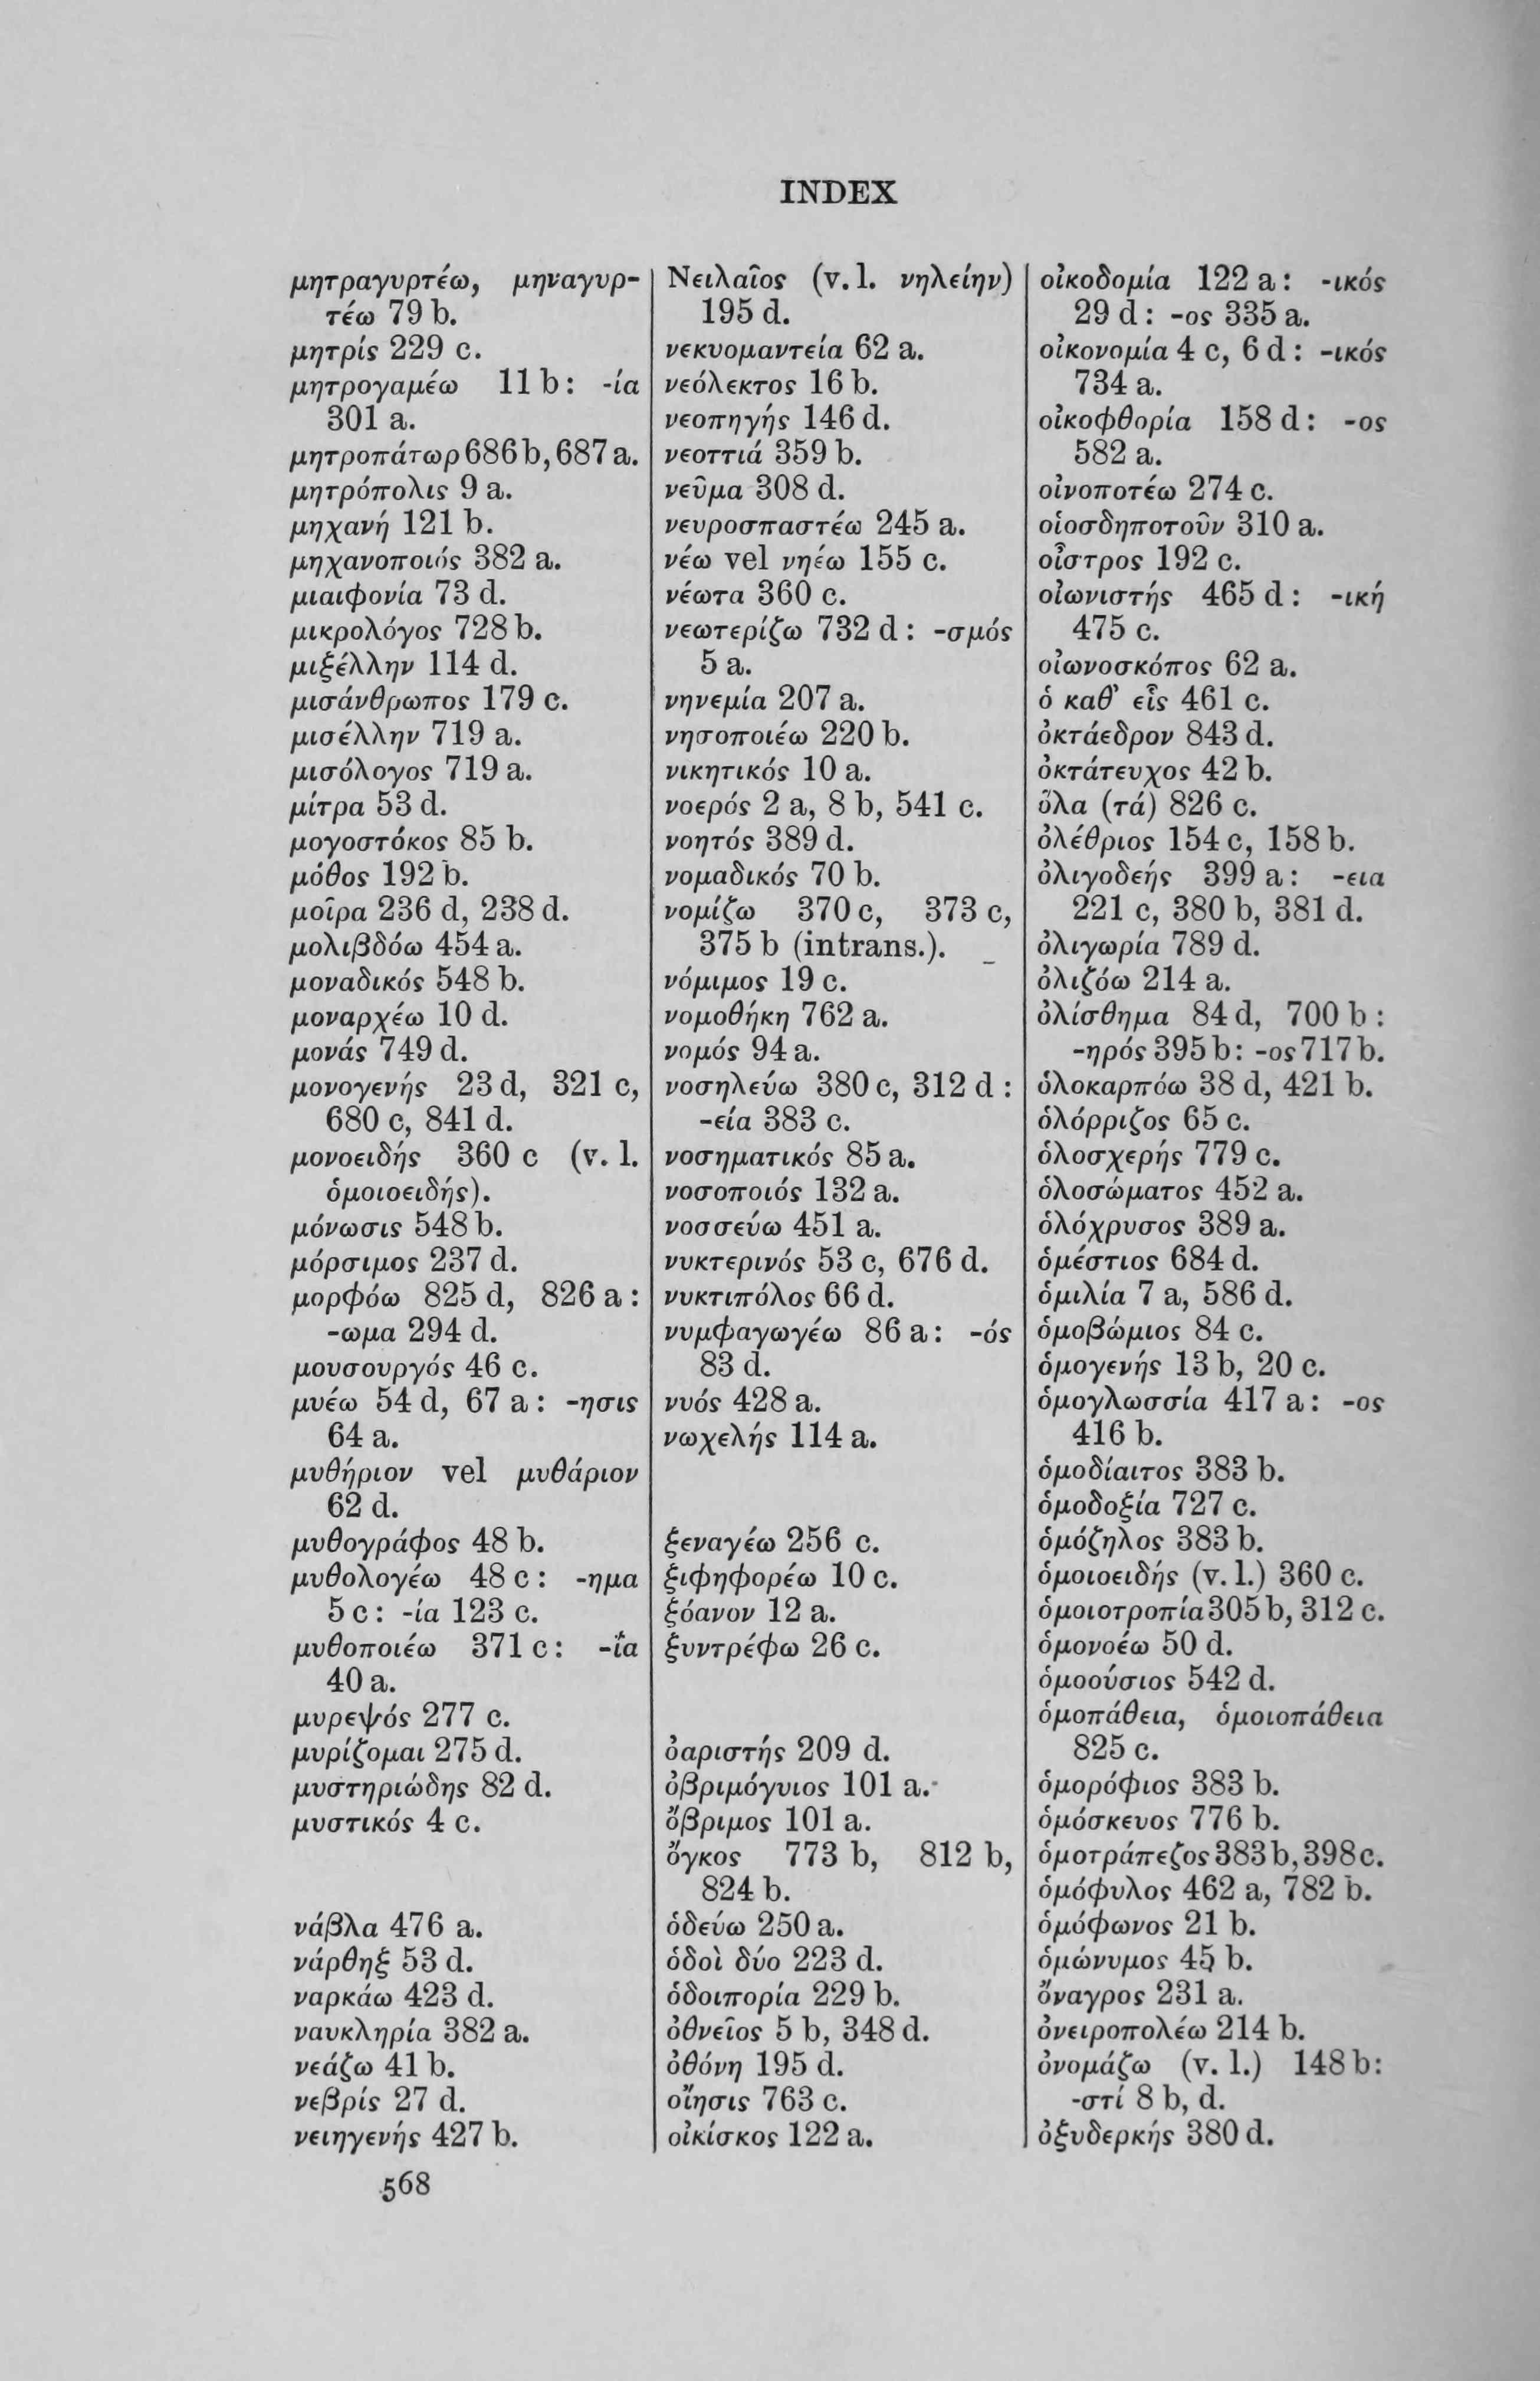 INDEX
μητραγυρτέω, μηναγυρ-
τέω 79 b.
μητρίς 229 c.
μητρογαμέω 11 b: -ία
301 a.
μητροπάτωρ 686 b, 687 a.
μητρόπολις 9 a.
μηχανή 121 b.
μηχανοποιός 382 a.
μιαιφονία 73 d.
μικρολόγος 728 b.
μιξέλλην 114 d.
μισάνθρωπος 179 c.
μισέλλην 719 a.
μισόλογος 719 a.
μίτρα 53 d.
μογοστόκος 85 b.
μόθος 192 b.
μοῖρα 236 d, 238 d.
μολιβδόω 454 a.
μοναδικός 548 b.
μοναρχέω 10 d.
μονάς 749 d.
μονογενής 23 d, 321 c,
680 c, 841 d.
μονοειδής 360 c (v. l.
ὁμοιοειδής).
μόνωσις 548 b.
μόρσιμος 237 d.
μορφόω 825 d, 826 a:
-ωμα 294 d.
μουσουργός 46 c.
μυέω 54 d, 67 a: -ησις
64 a.
μυθήριον vel μυθάριον
62 d.
μυθογράφος 48 b.
μυθολογέω 48 c: -ημα
5 c: -ία 123 c.
μυθοποιέω 371 c: -ΐα
40 a.
μυρεψός 277 c.
μυρίζομαι 275 d.
μυστηριώδης 82 d.
μυστικός 4 c.
νάβλα 476 a.
νάρθηξ 53 d.
ναρκάω 423 d.
ναυκληρία 382 a.
νεάζω 41 b.
νεβρίς 27 d.
νειηγενής 427 b.
568
Νειλαῖος (v. l. νηλείην)
195 d.
νεκυομαντεία 62 a.
νεόλεκτος 16 b.
νεοπηγής 146 d.
νεοττιά 359 b.
νεῦμα 308 d.
νευροσπαστέω 245 a.
νέω vel νηέω 155 c.
νέωτα 360 c.
νεωτερίζω 732 d: -σμός
5 a.
νηνεμία 207 a.
νησοποιέω 220 b.
νικητικός 10 a.
νοερός 2 a, 8 b, 541 c.
νοητός 389 d.
νομαδικός 70 b.
νομίζω 370 c, 373 c,
375 b (intrans.).
νόμιμος 19 c.
νομοθήκη 762 a.
νομός 94 a.
νοσηλεύω 380 c, 312 d:
-εία 383 c.
νοσηματικός 85 a.
νοσοποιός 132 a.
νοσσεύω 451 a.
νυκτερινός 53 c, 676 d.
νυκτιπόλος 66 d.
νυμφαγωγέω 86 a: -ός
83 d.
νυός 428 a.
νωχελής 114 a.
ξεναγέω 256 c.
ξιφηφορέω 10 c.
ξόανον 12 a.
ξυντρέφω 26 c.
ὀαριστής 209 d.
ὀβριμόγυιος 101 a.
ὄβριμος 101 a.
ὄγκος 773 b, 812 b,
824 b.
ὁδεύω 250 a.
ὁδοὶ δύο 223 d.
ὁδοιπορία 229 b.
ὀθνεῖος 5 b, 348 d.
ὀθόνη 195 d.
οἴησις 763 c.
οἰκίσκος 122 a.
οἰκοδομία 122 a: -ικός
29 d: -ος 335 a.
οἰκονομία 4 c, 6 d: -ικός
734 a.
οἰκοφθορία 158 d: -ος
582 a.
οἰνοποτέω 274 c.
οἱοσδηποτοῦν 310 a.
οἶστρος 192 c.
οἰωνιστής 465 d: -ική
475 c.
οἰωνοσκόπος 62 a.
ὁ καθ' εἷς 461 c.
ὀκτάεδρον 843 d.
ὀκτάτευχος 42 b.
ὅλα (τά) 826 c.
ὀλέθριος 154 c, 158 b.
ὀλιγοδεής 399 a: -εια
221 c, 380 b, 381 d.
ὀλιγωρία 789 d.
ὀλιζόω 214 a.
ὀλίσθημα 84 d, 700 b:
-ηρός 395 b: -ος 717 b.
ὁλοκαρπόω 38 d, 421 b.
ὁλόρριζος 65 c.
ὁλοσχερής 779 c.
ὁλοσώματος 452 a.
ὁλόχρυσος 389 a.
ὁμέστιος 684 d.
ὁμιλία 7 a, 586 d.
ὁμοβώμιος 84 c.
ὁμογενής 13 b, 20 c.
ὁμογλωσσία 417 a: -ος
416 b.
ὁμοδίαιτος 383 b.
ὁμοδοξία 727 c.
ὁμόζηλος 383 b.
ὁμοιοειδής (v. l.) 360 c.
ὁμοιοτροπία 305 b, 312 c.
ὁμονοέω 50 d.
ὁμοούσιος 542 d.
ὁμοπάθεια, ὁμοιοπάθεια
825 c.
ὁμορόφιος 383 b.
ὁμόσκευος 776 b.
ὁμοτράπεζος 383 b, 398 c.
ὁμόφυλος 462 a, 782 b.
ὁμόφωνος 21 b.
ὁμώνυμος 45 b.
ὄναγρος 231 a.
ὀνειροπολέω 214 b.
ὀνομάζω (v. l.) 148 b:
-στί 8 b, d.
ὀξυδερκής 380 d.